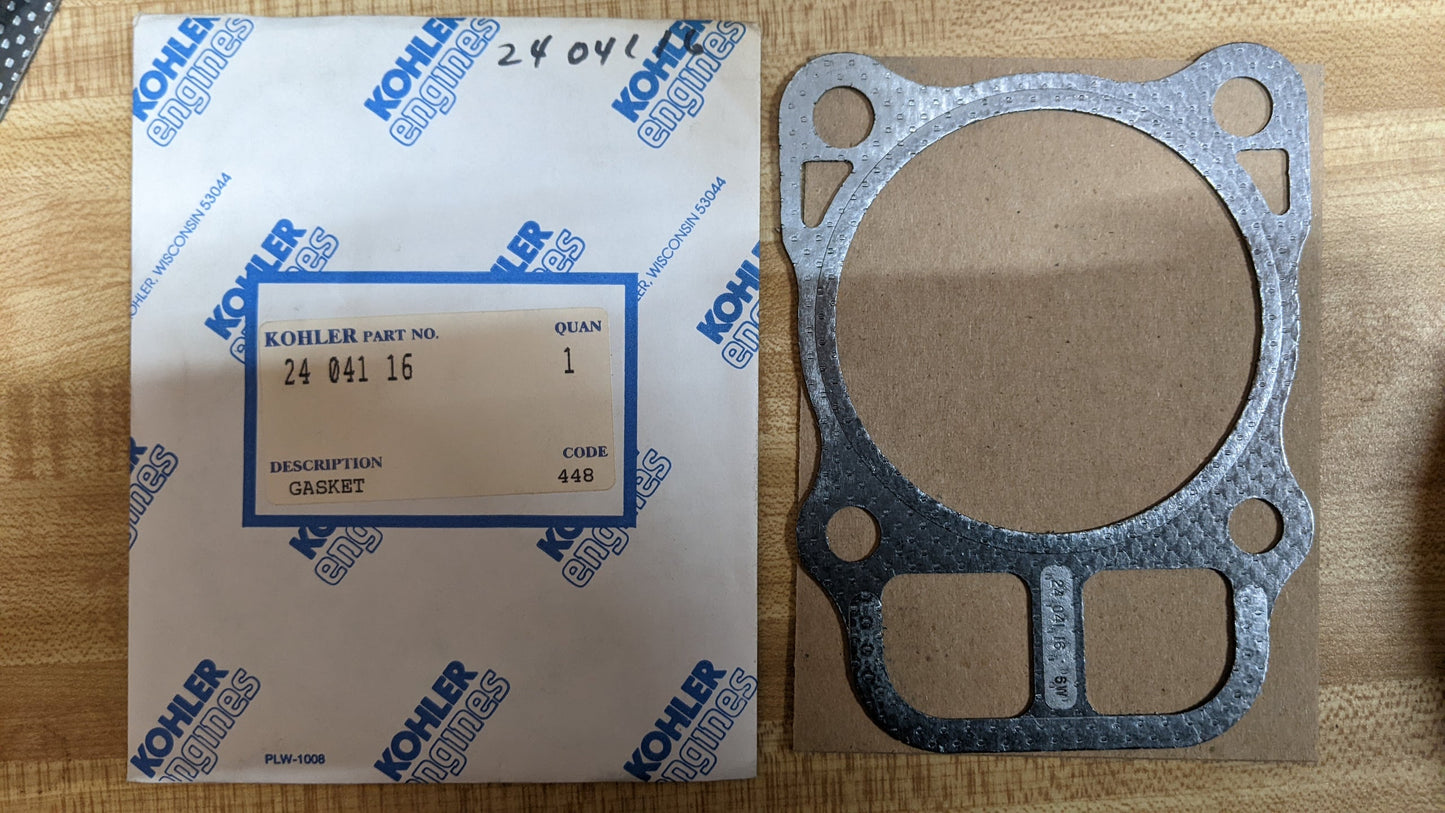 24 041 16
KOHLER
engines
KOHLER
engines
KOHLER
engines
KOHLER, WISCONSIN 53044
WISCONSIN 53044
KOHLER
engines
KOHLER
engines
KOHLER
engines
KOHLER PART NO.
QUAN
24 041 16
1
DESCRIPTION
CODE
GASKET
448
KOHLER
engines
KOHLER
engines
KOHLER
engines
KOHLER
engines
KOHLER
engines
KOHLER
engines
PLW-1008
24 041 16